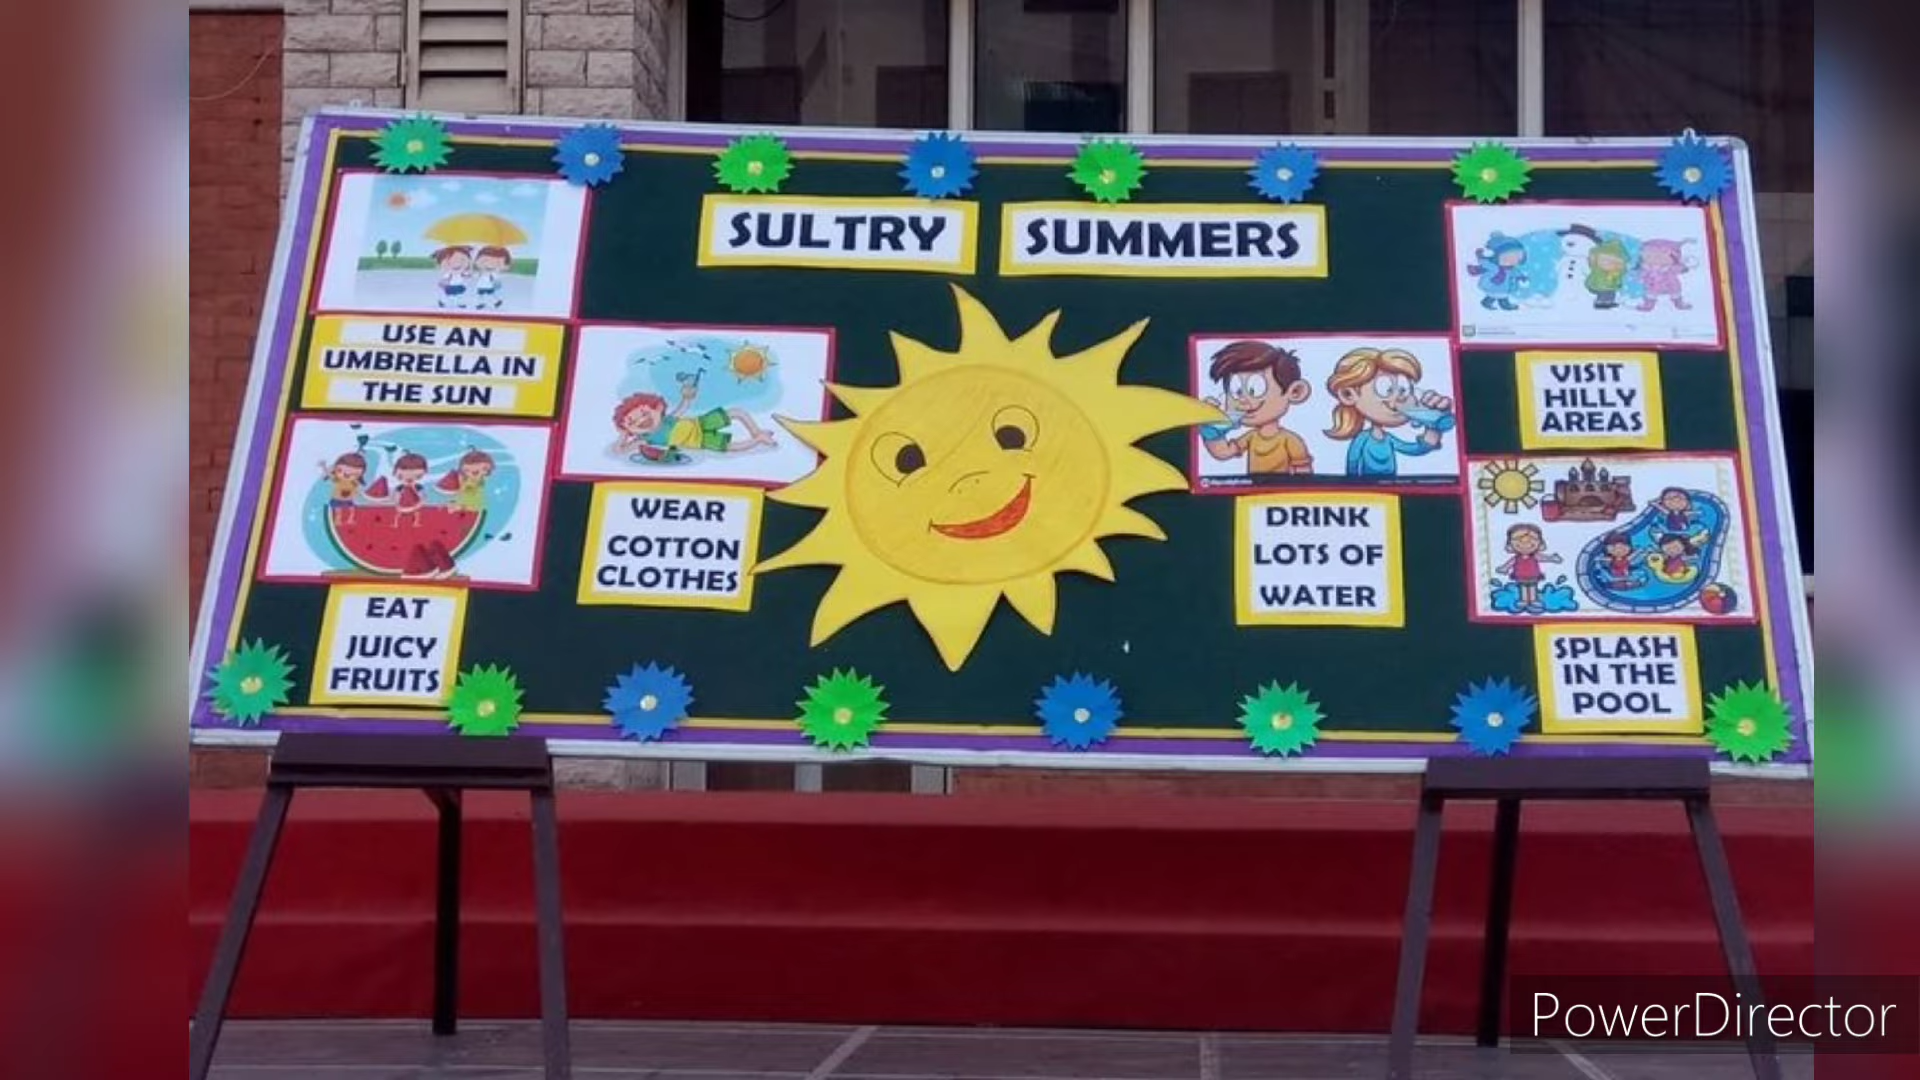 SULTRY SUMMERS
USE AN
UMBRELLA IN
THE SUN
EAT
JUICY
FRUITS
WEAR
COTTON
CLOTHES
DRINK
LOTS OF
WATER
VISIT
HILLY
AREAS
SPLASH
IN THE
POOL
PowerDirector